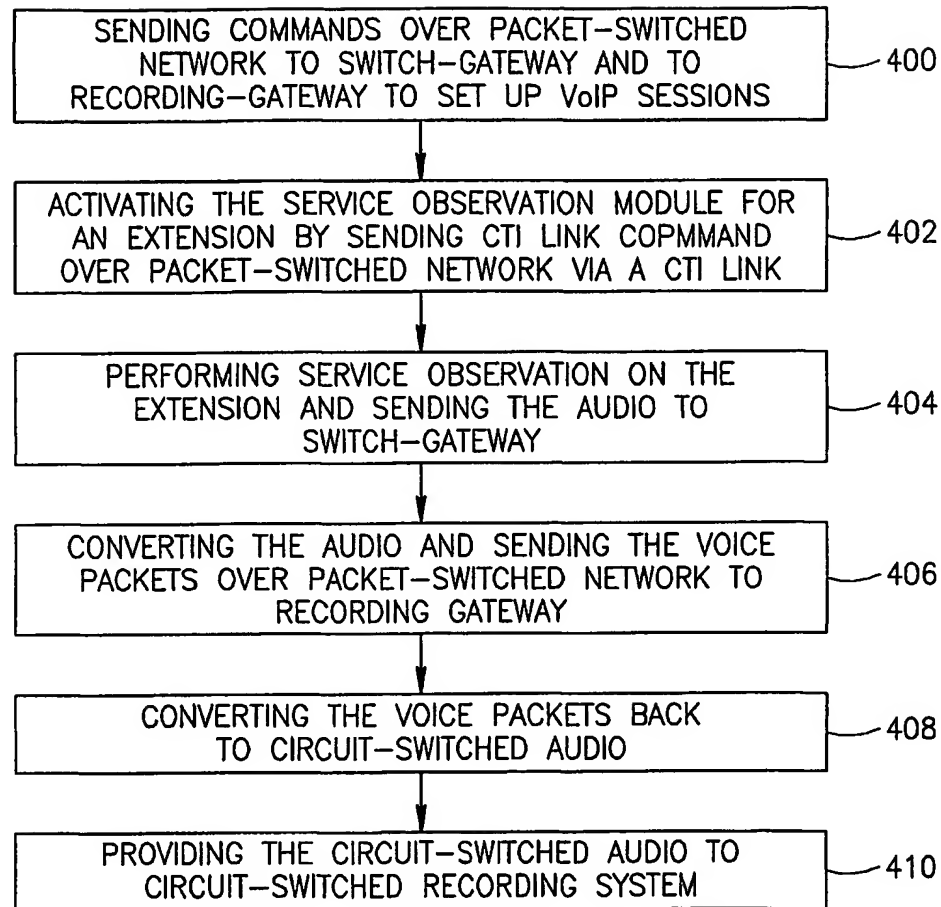 SENDING COMMANDS OVER PACKET-SWITCHED
NETWORK TO SWITCH-GATEWAY AND TO
RECORDING-GATEWAY TO SET UP VoIP SESSIONS
400
ACTIVATING THE SERVICE OBSERVATION MODULE FOR
AN EXTENSION BY SENDING CTI LINK COPMMAND
OVER PACKET-SWITCHED NETWORK VIA A CTI LINK
402
PERFORMING SERVICE OBSERVATION ON THE
EXTENSION AND SENDING THE AUDIO TO
SWITCH-GATEWAY
404
CONVERTING THE AUDIO AND SENDING THE VOICE
PACKETS OVER PACKET-SWITCHED NETWORK TO
RECORDING GATEWAY
406
CONVERTING THE VOICE PACKETS BACK
TO CIRCUIT-SWITCHED AUDIO
408
PROVIDING THE CIRCUIT-SWITCHED AUDIO TO
CIRCUIT-SWITCHED RECORDING SYSTEM
410